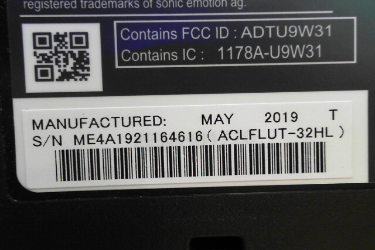 registered trademarks of sonic emotion ag.
Contains FCC ID : ADTU9W31
Contains IC : 1178A-U9W31
MANUFACTURED: MAY 2019 T
S/N ME4A1921164616(ACLFLUT-32HL)